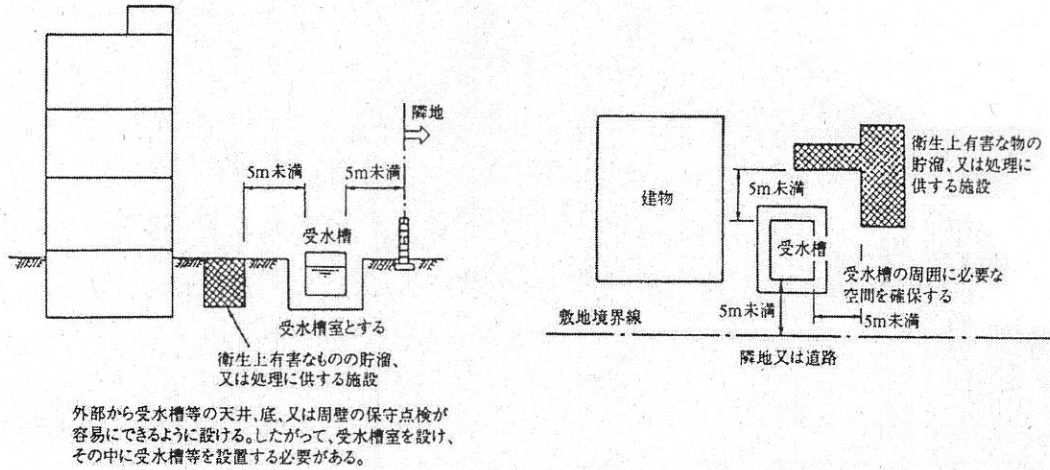 隣地
5m未満
5m未満
受水槽
受水槽室とする
衛生上有害なものの貯溜、
又は処理に供する施設
外部から受水槽等の天井、底、又は周壁の保守点検が
容易にできるように設ける。したがって、受水槽室を設け、
その中に受水槽等を設置する必要がある。
衛生上有害な物の
貯溜、又は処理に
供する施設
5m未満
建物
受水槽
受水槽の周囲に必要な
空間を確保する
5m未満
5m未満
敷地境界線
隣地又は道路